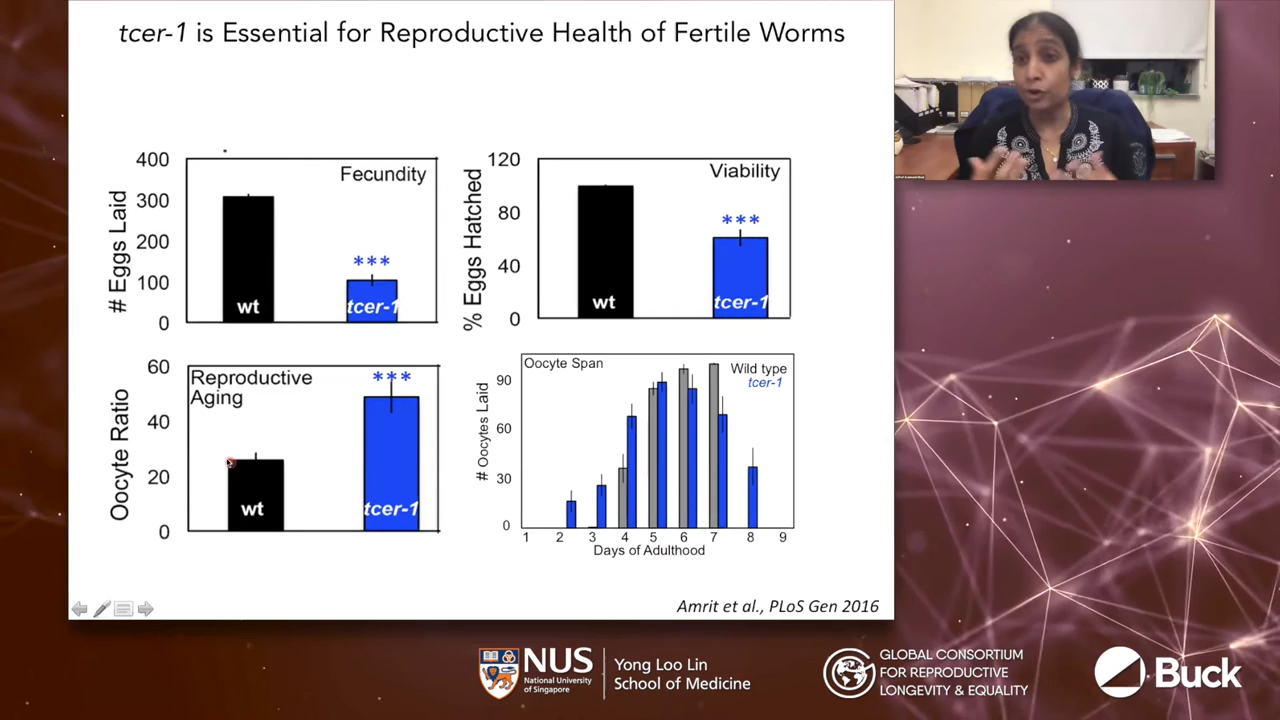 tcer-1 is Essential for Reproductive Health of Fertile Worms
# Eggs Laid
400
300
200
100
0
Fecundity
***
wt
tcer-1
% Eggs Hatched
120
80
40
0
Viability
***
wt
tcer-1
Oocyte Ratio
60
40
20
0
Reproductive
Aging
***
wt
tcer-1
# Oocytes Laid
90
60
30
0
Oocyte Span
Wild type
tcer-1
1 2 3 4 5 6 7 8 9
Days of Adulthood
Amrit et al., PLoS Gen 2016
NUS
National University
of Singapore
Yong Loo Lin
School of Medicine
GLOBAL CONSORTIUM
FOR REPRODUCTIVE
LONGEVITY & EQUALITY
Buck